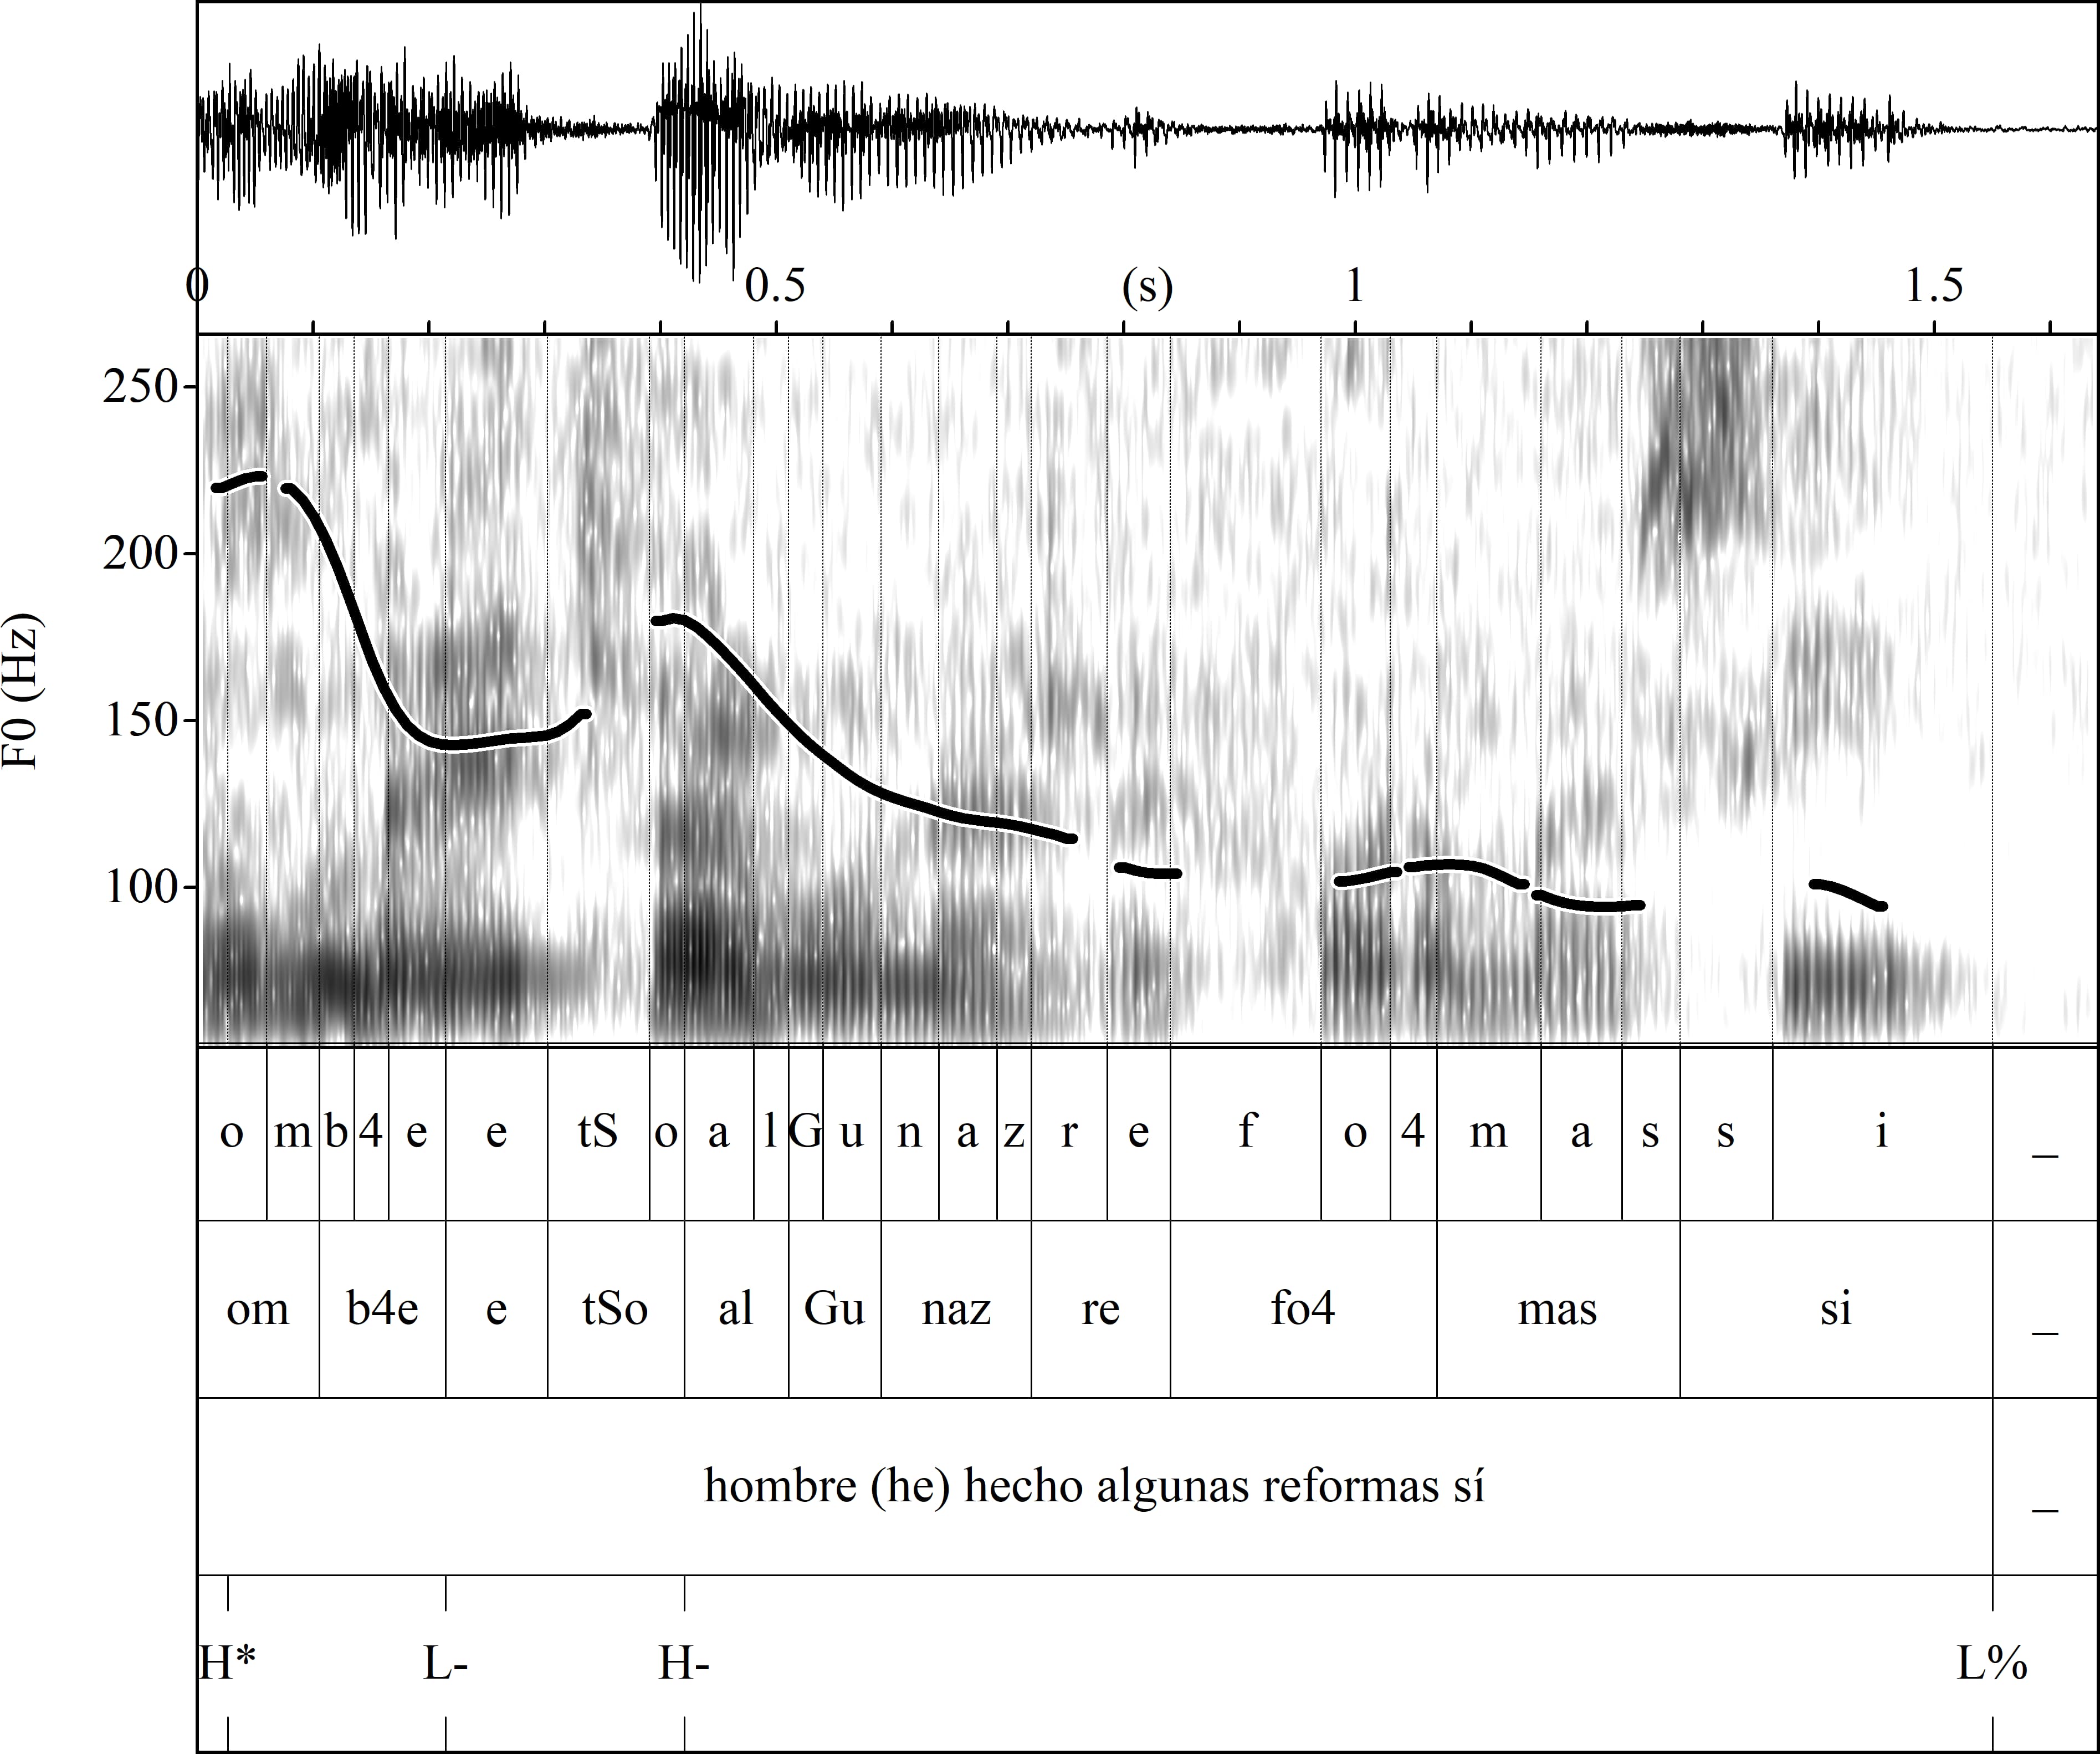 0 0.5 (s) 1 1.5
250
200
150
100
F0 (Hz)
o m b 4 e e tS o a l G u n a z r e f o 4 m a s s i _
om b4e e tSo al Gu naz re fo4 mas si _
hombre (he) hecho algunas reformas sí _
H* L- H- L%